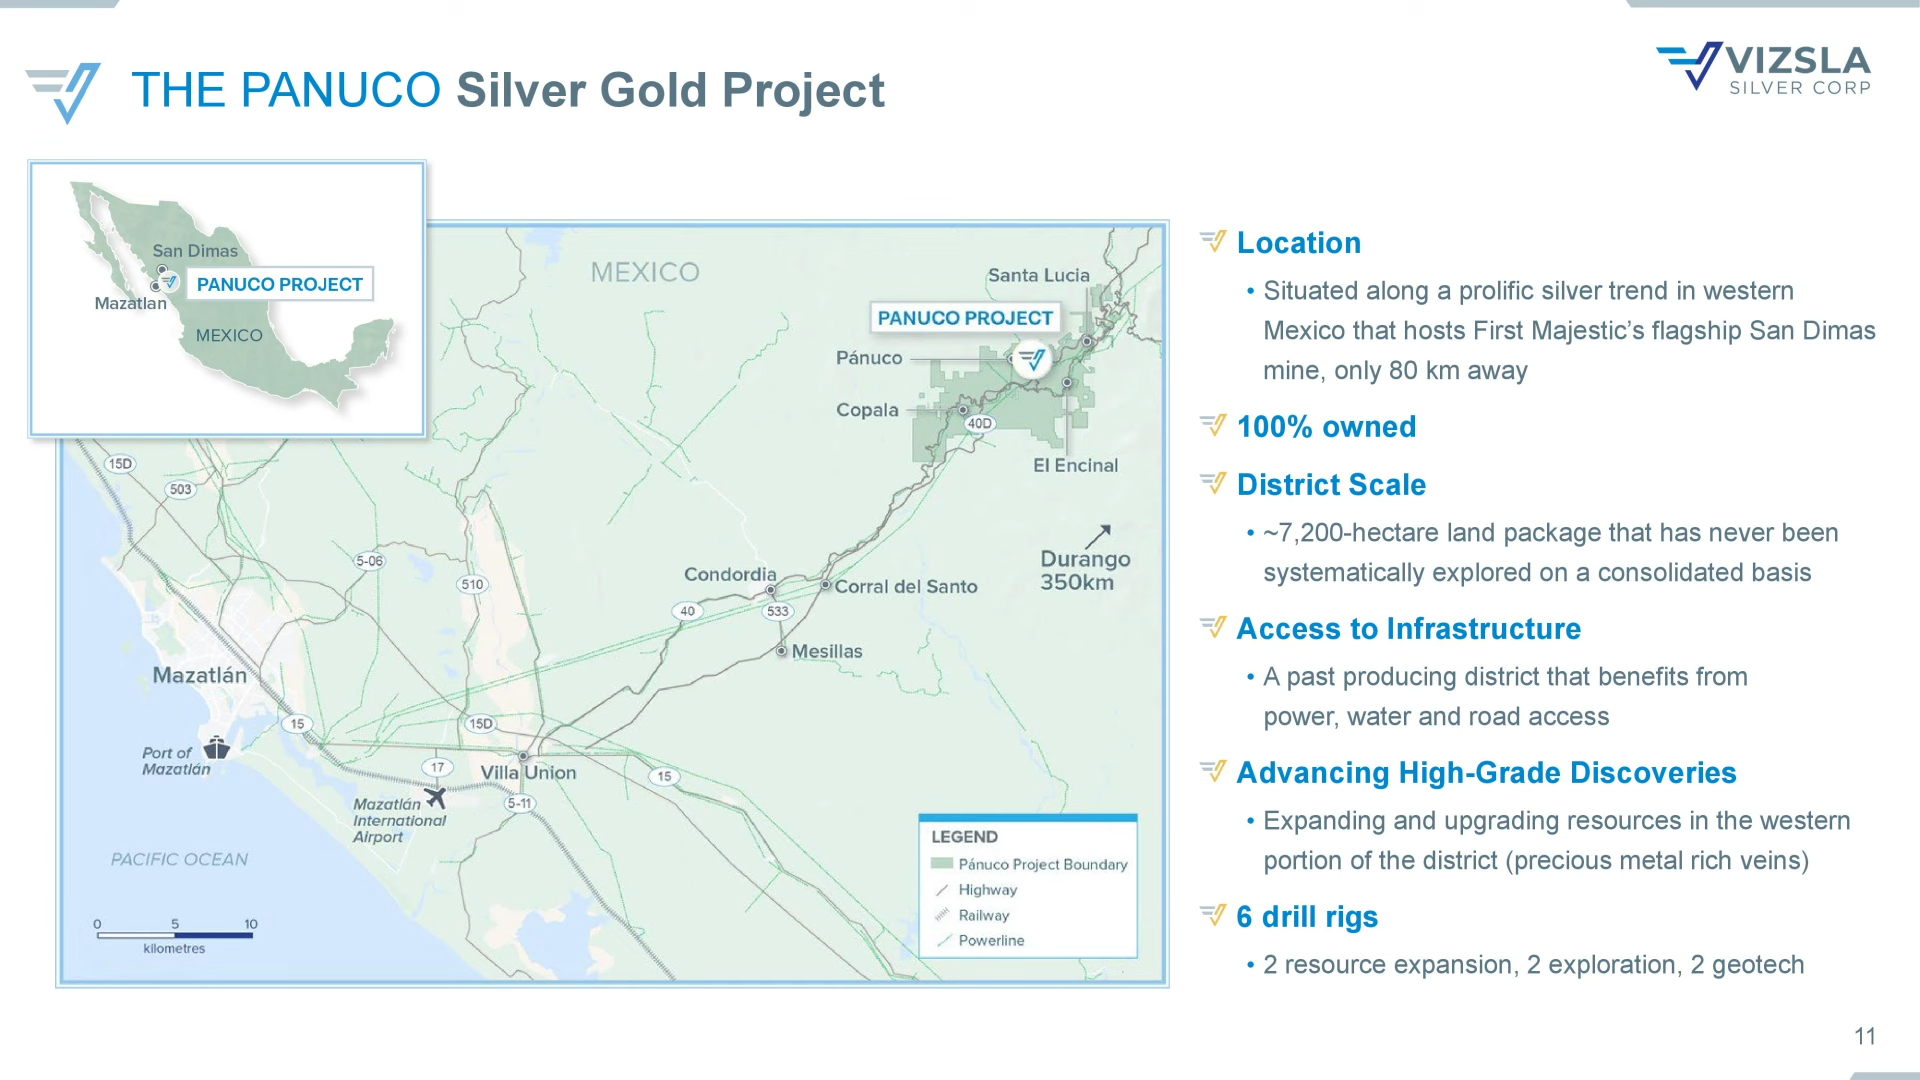 THE PANUCO Silver Gold Project
VIZSLA
SILVER CORP
San Dimas
PANUCO PROJECT
Mazatlan
MEXICO
MEXICO
Santa Lucia
PANUCO PROJECT
Pánuco
Copala
40D
El Encinal
15D
503
5-06
510
Durango
350km
Condordia
Corral del Santo
40
533
Mesillas
Mazatlán
15
15D
Port of
Mazatlán
17
Villa Union
15
Mazatlán
International
Airport
5-11
PACIFIC OCEAN
0 5 10
kilometres
LEGEND
Pánuco Project Boundary
Highway
Railway
Powerline
Location
• Situated along a prolific silver trend in western
Mexico that hosts First Majestic’s flagship San Dimas
mine, only 80 km away
100% owned
District Scale
• ~7,200-hectare land package that has never been
systematically explored on a consolidated basis
Access to Infrastructure
• A past producing district that benefits from
power, water and road access
Advancing High-Grade Discoveries
• Expanding and upgrading resources in the western
portion of the district (precious metal rich veins)
6 drill rigs
• 2 resource expansion, 2 exploration, 2 geotech
11